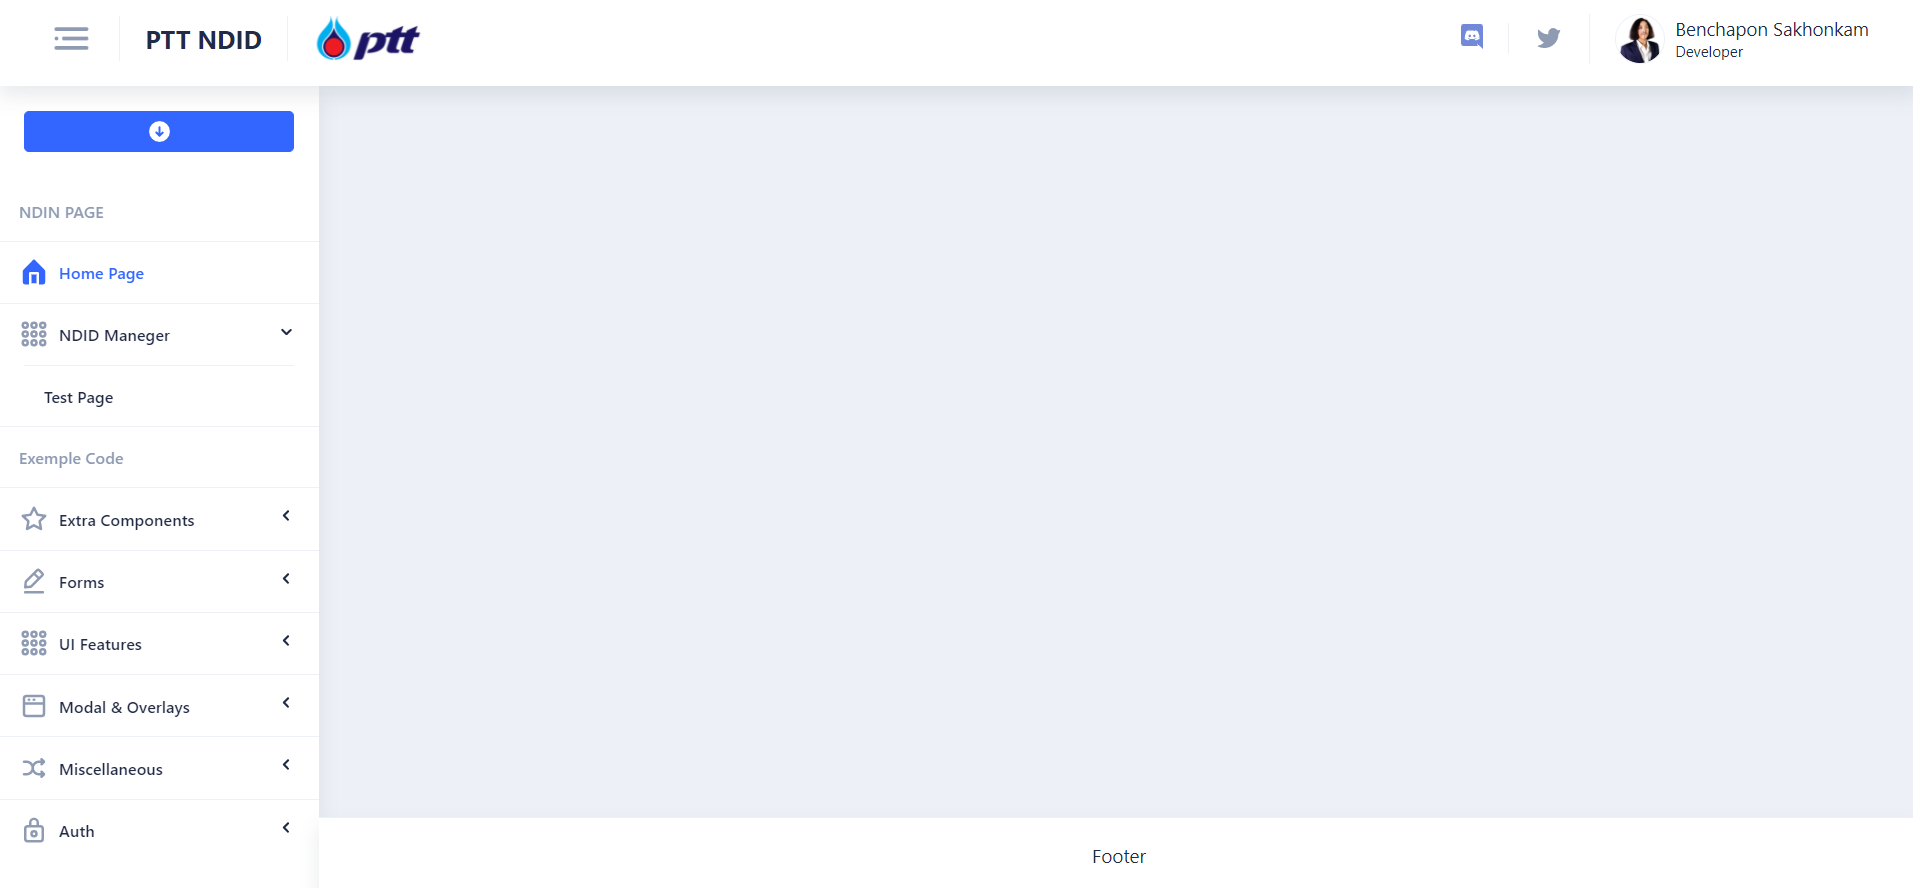 PTT NDID
ptt
Benchapon Sakhonkam
Developer
NDIN PAGE
Home Page
NDID Maneger
Test Page
Exemple Code
Extra Components
Forms
UI Features
Modal & Overlays
Miscellaneous
Auth
Footer